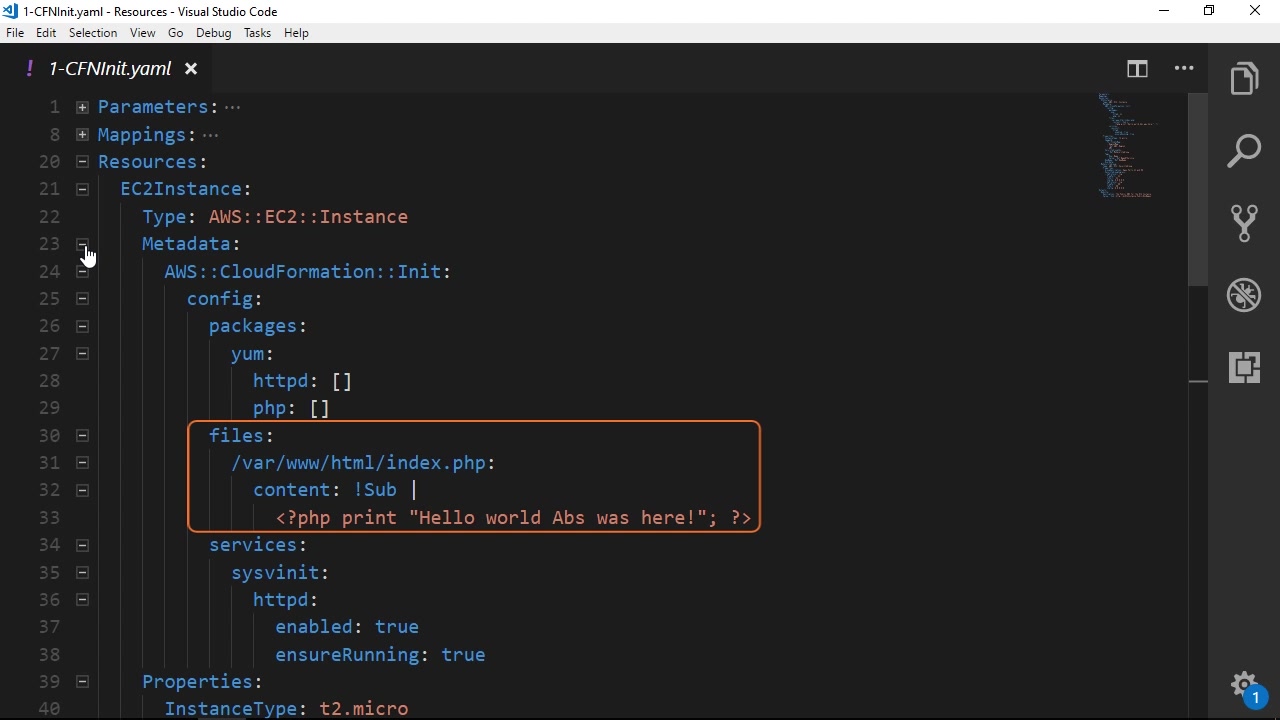 1-CFNInit.yaml - Resources - Visual Studio Code
File Edit Selection View Go Debug Tasks Help
! 1-CFNInit.yaml ×
1 Parameters: ...
8 Mappings: ...
20 Resources:
21 EC2Instance:
22 Type: AWS::EC2::Instance
23 Metadata:
24 AWS::CloudFormation::Init:
25 config:
26 packages:
27 yum:
28 httpd: []
29 php: []
30 files:
31 /var/www/html/index.php:
32 content: !Sub |
33 <?php print "Hello world Abs was here!"; ?>
34 services:
35 sysvinit:
36 httpd:
37 enabled: true
38 ensureRunning: true
39 Properties:
40 InstanceType: t2.micro
1